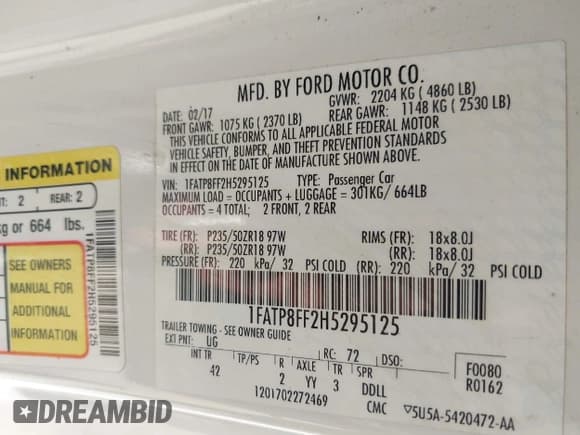 MFD. BY FORD MOTOR CO.
DATE: 02/17 GVWR: 2204 KG ( 4860 LB)
FRONT GAWR: 1075 KG ( 2370 LB) REAR GAWR: 1148 KG ( 2530 LB)
THIS VEHICLE CONFORMS TO ALL APPLICABLE FEDERAL MOTOR
VEHICLE SAFETY, BUMPER, AND THEFT PREVENTION STANDARDS
IN EFFECT ON THE DATE OF MANUFACTURE SHOWN ABOVE.
VIN: 1FATP8FF2H5295125 TYPE: Passenger Car
MAXIMUM LOAD = OCCUPANTS + LUGGAGE = 301KG/ 664LB
OCCUPANTS = 4 TOTAL; 2 FRONT, 2 REAR
TIRE (FR): P235/50ZR18 97W RIMS (FR): 18x8.0J
(RR): P235/50ZR18 97W (RR): 18x8.0J
PRESSURE (FR): 220 kPa/ 32 PSI COLD (RR): 220 kPa/ 32 PSI COLD
1FATP8FF2H5295125
TRAILER TOWING - SEE OWNER GUIDE
EXT PNT: UG RC: 72 DSO: F0080
R0162
INT TR TP/PS R AXLE TR SPR
42 2 YY 3 DDLL
1201702272469 CMC ▽5U5A-5420472-AA
INFORMATION
NT: 2 REAR: 2
kg or 664 lbs.
SEE OWNERS
MANUAL FOR
ADDITIONAL
INFORMATION
1FATP8FF2H5295125
DREAMBID